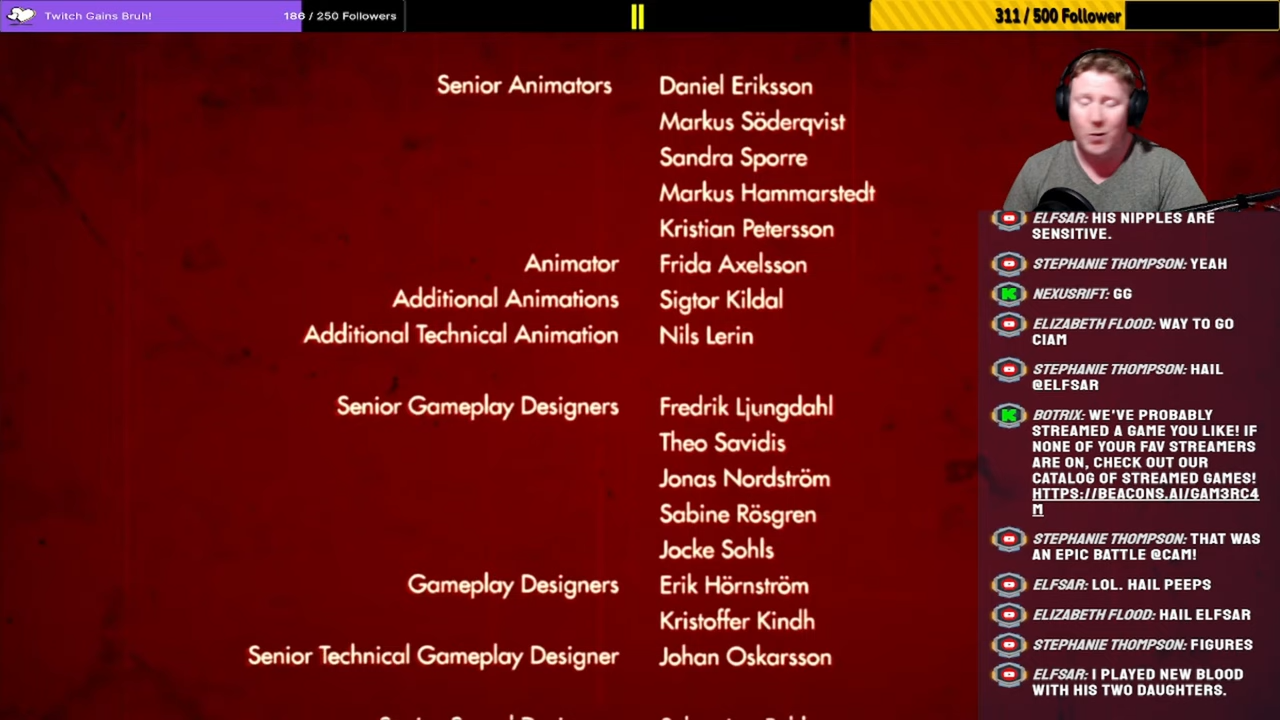 Twitch Gains Bruh!
186 / 250 Followers
311 / 500 Follower
Senior Animators Daniel Eriksson
Markus Söderqvist
Sandra Sporre
Markus Hammarstedt
Kristian Petersson
Animator Frida Axelsson
Additional Animations Sigtor Kildal
Additional Technical Animation Nils Lerin
Senior Gameplay Designers Fredrik Ljungdahl
Theo Savidis
Jonas Nordström
Sabine Rösgren
Jocke Sohls
Gameplay Designers Erik Hörnström
Kristoffer Kindh
Senior Technical Gameplay Designer Johan Oskarsson
ELFSAR: HIS NIPPLES ARE
SENSITIVE.
STEPHANIE THOMPSON: YEAH
NEXUSRIFT: GG
ELIZABETH FLOOD: WAY TO GO
CIAM
STEPHANIE THOMPSON: HAIL
@ELFSAR
BOTRIX: WE'VE PROBABLY
STREAMED A GAME YOU LIKE! IF
NONE OF YOUR FAV STREAMERS
ARE ON, CHECK OUT OUR
CATALOG OF STREAMED GAMES!
HTTPS://BEACONS.AI/GAM3RC4
M
STEPHANIE THOMPSON: THAT WAS
AN EPIC BATTLE @CAM!
ELFSAR: LOL. HAIL PEEPS
ELIZABETH FLOOD: HAIL ELFSAR
STEPHANIE THOMPSON: FIGURES
ELFSAR: I PLAYED NEW BLOOD
WITH HIS TWO DAUGHTERS.